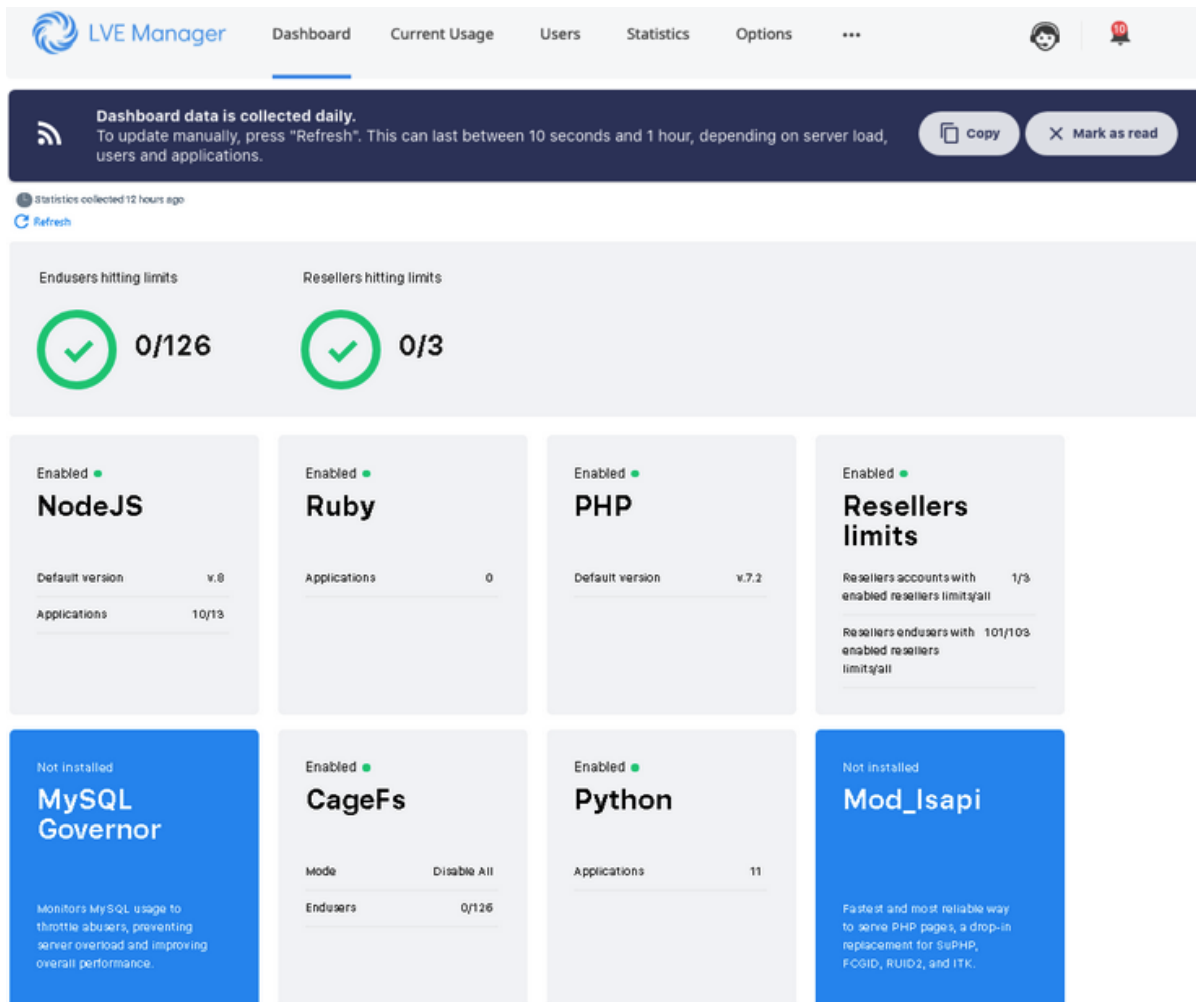 LVE Manager
Dashboard
Current Usage
Users
Statistics
Options
•••
10
Dashboard data is collected daily.
To update manually, press "Refresh". This can last between 10 seconds and 1 hour, depending on server load,
users and applications.
Copy
Mark as read
Statistics collected 12 hours ago
Refresh
Endusers hitting limits
0/126
Resellers hitting limits
0/3
Enabled
NodeJS
Default version v.8
Applications 10/13
Enabled
Ruby
Applications 0
Enabled
PHP
Default version v.7.2
Enabled
Resellers
limits
Resellers accounts with 1/3
enabled resellers limits/all
Resellers endusers with 101/103
enabled resellers
limits/all
Not installed
MySQL
Governor
Monitors MySQL usage to
throttle abusers, preventing
server overload and improving
overall performance.
Enabled
CageFs
Mode Disable All
Endusers 0/126
Enabled
Python
Applications 11
Not installed
Mod_lsapi
Fastest and most reliable way
to serve PHP pages, a drop-in
replacement for SuPHP,
FCGID, RUID2, and ITK.